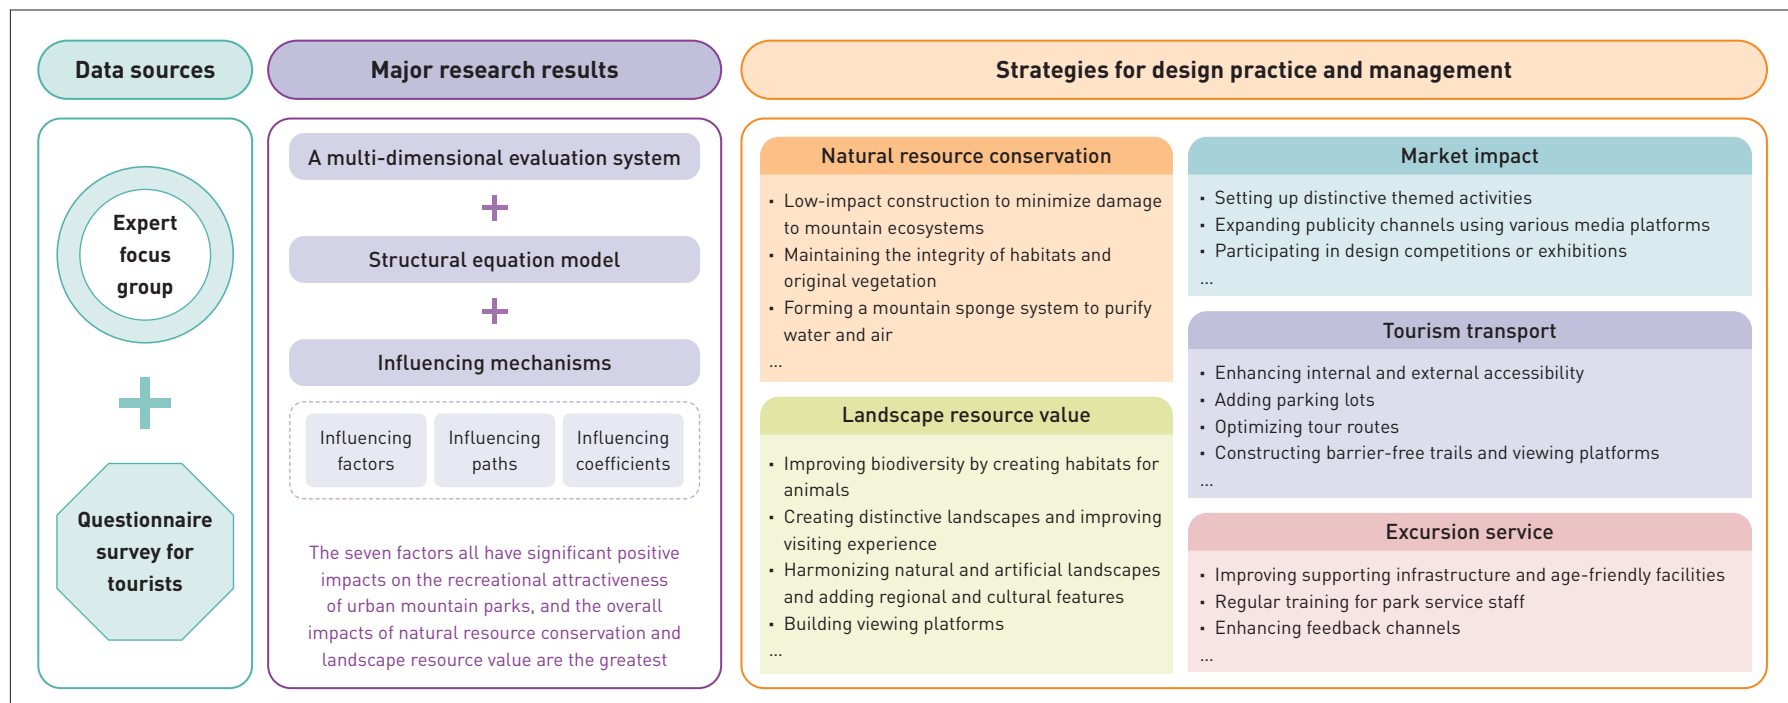 Data sources
Expert
focus
group
Questionnaire
survey for
tourists
Major research results
A multi-dimensional evaluation system
+
Structural equation model
+
Influencing mechanisms
Influencing
factors
Influencing
paths
Influencing
coefficients
The seven factors all have significant positive
impacts on the recreational attractiveness
of urban mountain parks, and the overall
impacts of natural resource conservation and
landscape resource value are the greatest
Strategies for design practice and management
Natural resource conservation
▪ Low-impact construction to minimize damage
to mountain ecosystems
▪ Maintaining the integrity of habitats and
original vegetation
▪ Forming a mountain sponge system to purify
water and air
...
Landscape resource value
▪ Improving biodiversity by creating habitats for
animals
▪ Creating distinctive landscapes and improving
visiting experience
▪ Harmonizing natural and artificial landscapes
and adding regional and cultural features
▪ Building viewing platforms
...
Market impact
▪ Setting up distinctive themed activities
▪ Expanding publicity channels using various media platforms
▪ Participating in design competitions or exhibitions
...
Tourism transport
▪ Enhancing internal and external accessibility
▪ Adding parking lots
▪ Optimizing tour routes
▪ Constructing barrier-free trails and viewing platforms
...
Excursion service
▪ Improving supporting infrastructure and age-friendly facilities
▪ Regular training for park service staff
▪ Enhancing feedback channels
...